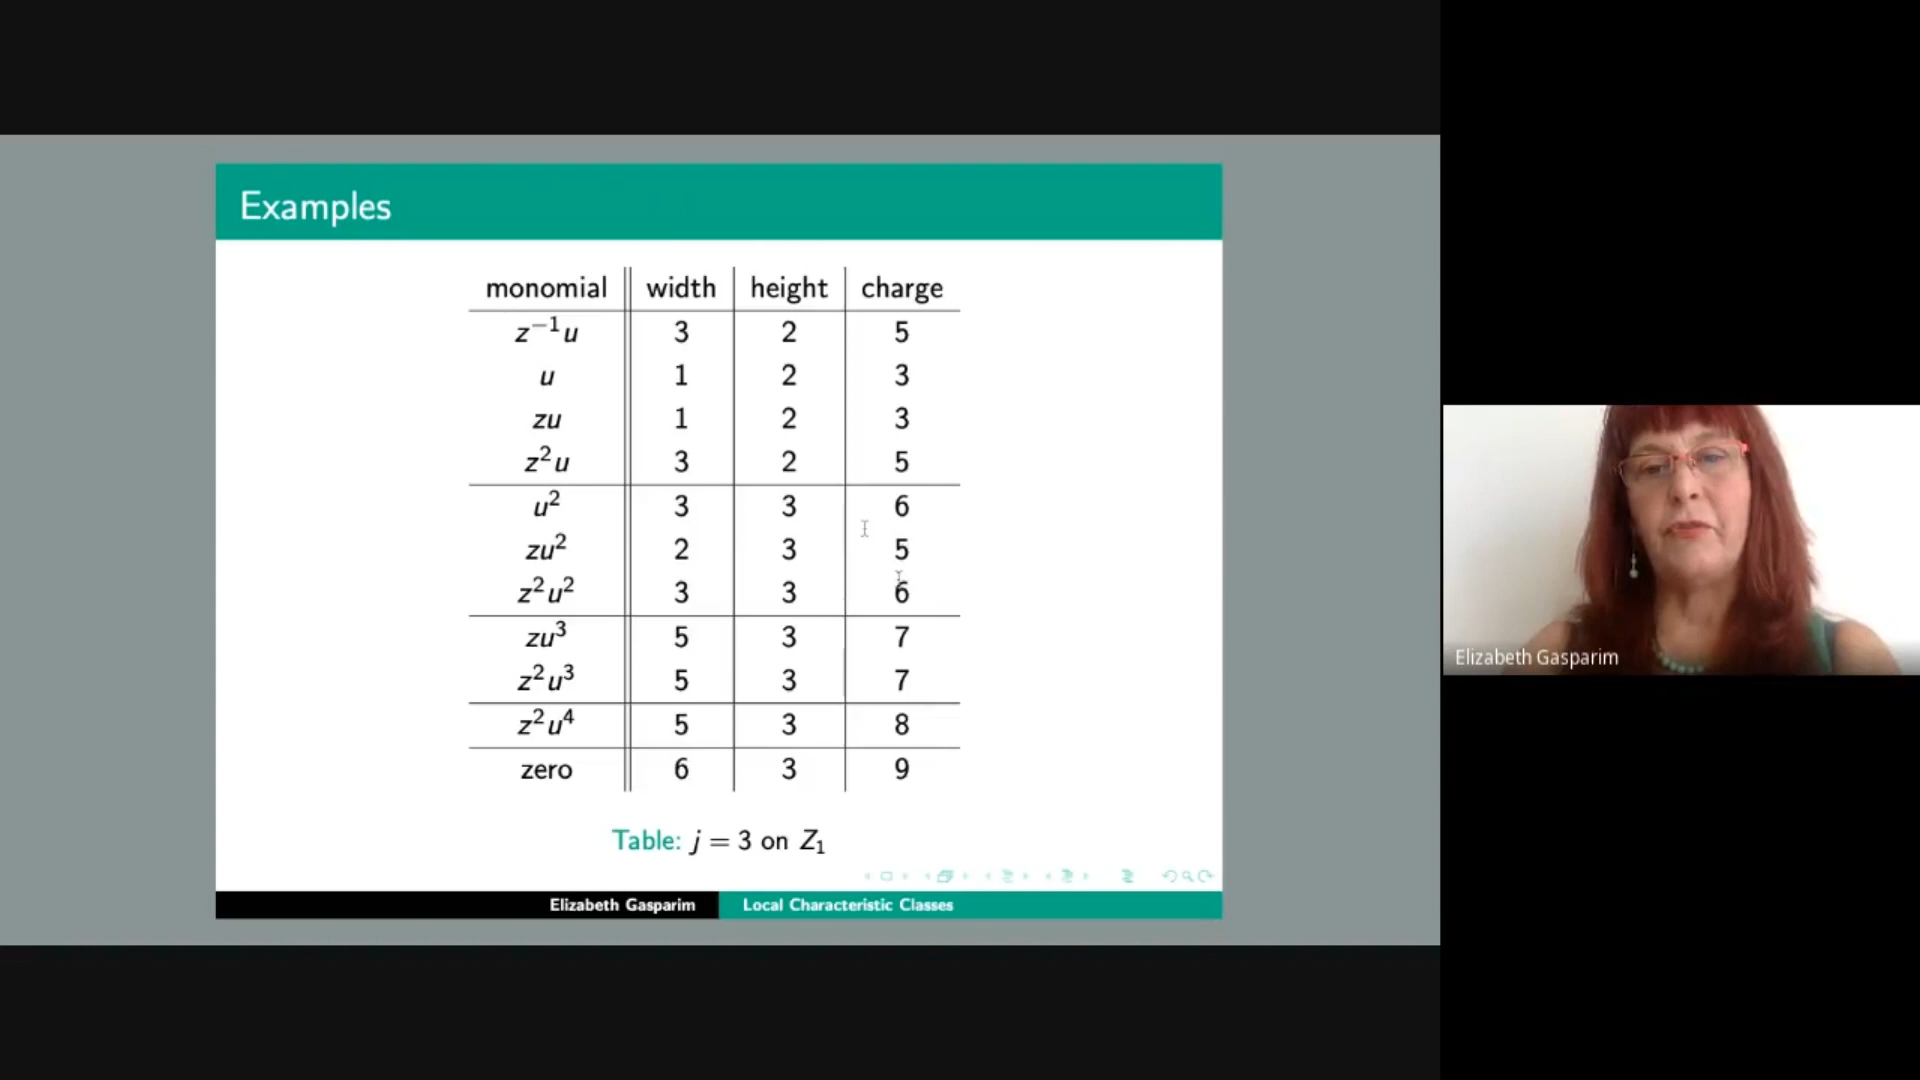 Examples
monomial width height charge
z⁻¹u 3 2 5
u 1 2 3
zu 1 2 3
z²u 3 2 5
u² 3 3 6
zu² 2 3 5
z²u² 3 3 6
zu³ 5 3 7
z²u³ 5 3 7
z²u⁴ 5 3 8
zero 6 3 9
Table: j = 3 on Z₁
Elizabeth Gasparim Local Characteristic Classes
Elizabeth Gasparim